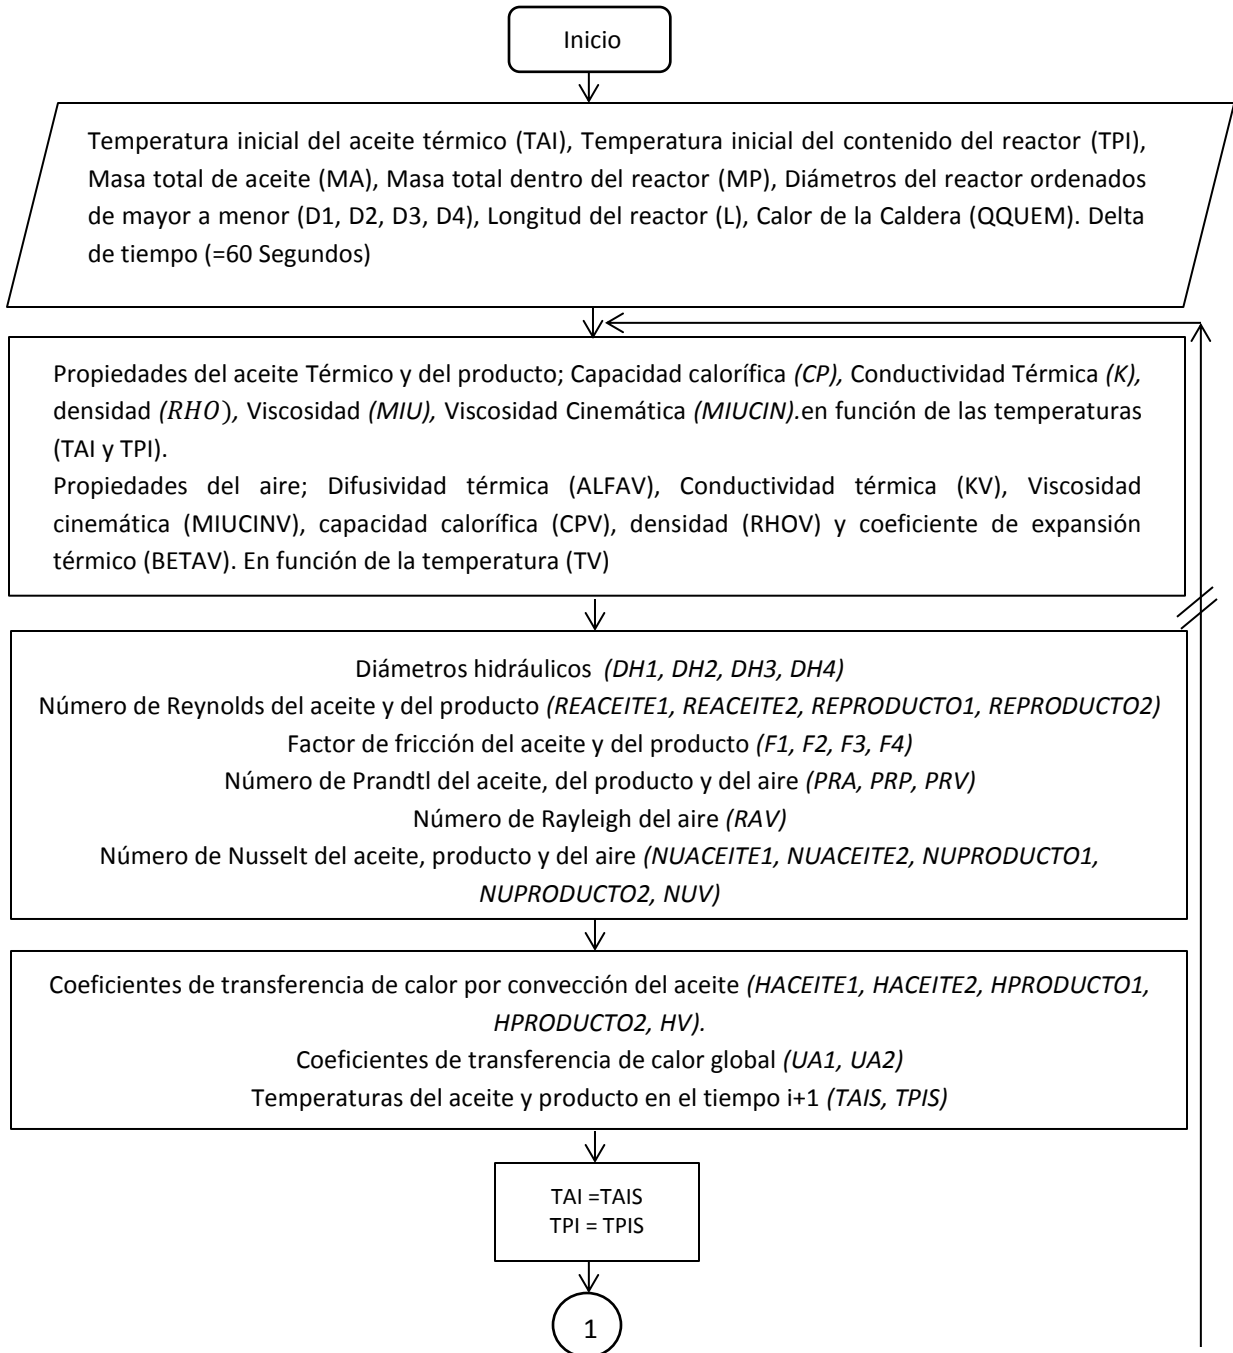 Inicio
Temperatura inicial del aceite térmico (TAI), Temperatura inicial del contenido del reactor (TPI),
Masa total de aceite (MA), Masa total dentro del reactor (MP), Diámetros del reactor ordenados
de mayor a menor (D1, D2, D3, D4), Longitud del reactor (L), Calor de la Caldera (QQUEM). Delta
de tiempo (=60 Segundos)
Propiedades del aceite Térmico y del producto; Capacidad calorífica (CP), Conductividad Térmica (K),
densidad (RHO), Viscosidad (MIU), Viscosidad Cinemática (MIUCIN).en función de las temperaturas
(TAI y TPI).
Propiedades del aire; Difusividad térmica (ALFAV), Conductividad térmica (KV), Viscosidad
cinemática (MIUCINV), capacidad calorífica (CPV), densidad (RHOV) y coeficiente de expansión
térmico (BETAV). En función de la temperatura (TV)
Diámetros hidráulicos (DH1, DH2, DH3, DH4)
Número de Reynolds del aceite y del producto (REACEITE1, REACEITE2, REPRODUCTO1, REPRODUCTO2)
Factor de fricción del aceite y del producto (F1, F2, F3, F4)
Número de Prandtl del aceite, del producto y del aire (PRA, PRP, PRV)
Número de Rayleigh del aire (RAV)
Número de Nusselt del aceite, producto y del aire (NUACEITE1, NUACEITE2, NUPRODUCTO1,
NUPRODUCTO2, NUV)
Coeficientes de transferencia de calor por convección del aceite (HACEITE1, HACEITE2, HPRODUCTO1,
HPRODUCTO2, HV).
Coeficientes de transferencia de calor global (UA1, UA2)
Temperaturas del aceite y producto en el tiempo i+1 (TAIS, TPIS)
TAI =TAIS
TPI = TPIS
1